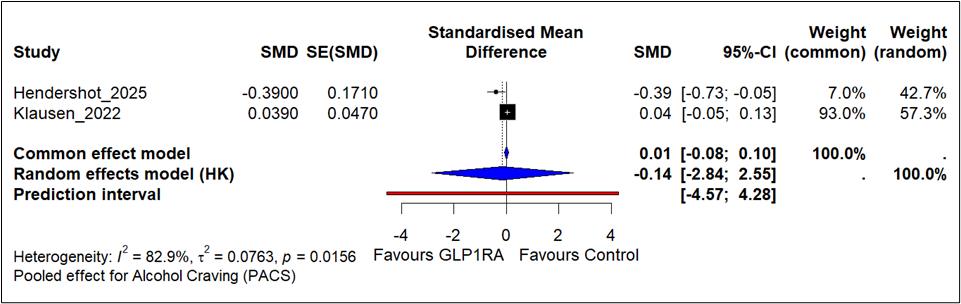 Standardised Mean Weight Weight
Study SMD SE(SMD) Difference SMD 95%-CI (common) (random)
Hendershot_2025 -0.3900 0.1710 -0.39 [-0.73; -0.05] 7.0% 42.7%
Klausen_2022 0.0390 0.0470 0.04 [-0.05; 0.13] 93.0% 57.3%
Common effect model 0.01 [-0.08; 0.10] 100.0% .
Random effects model (HK) -0.14 [-2.84; 2.55] . 100.0%
Prediction interval [-4.57; 4.28]
-4 -2 0 2 4
Heterogeneity: I² = 82.9%, τ² = 0.0763, p = 0.0156 Favours GLP1RA Favours Control
Pooled effect for Alcohol Craving (PACS)